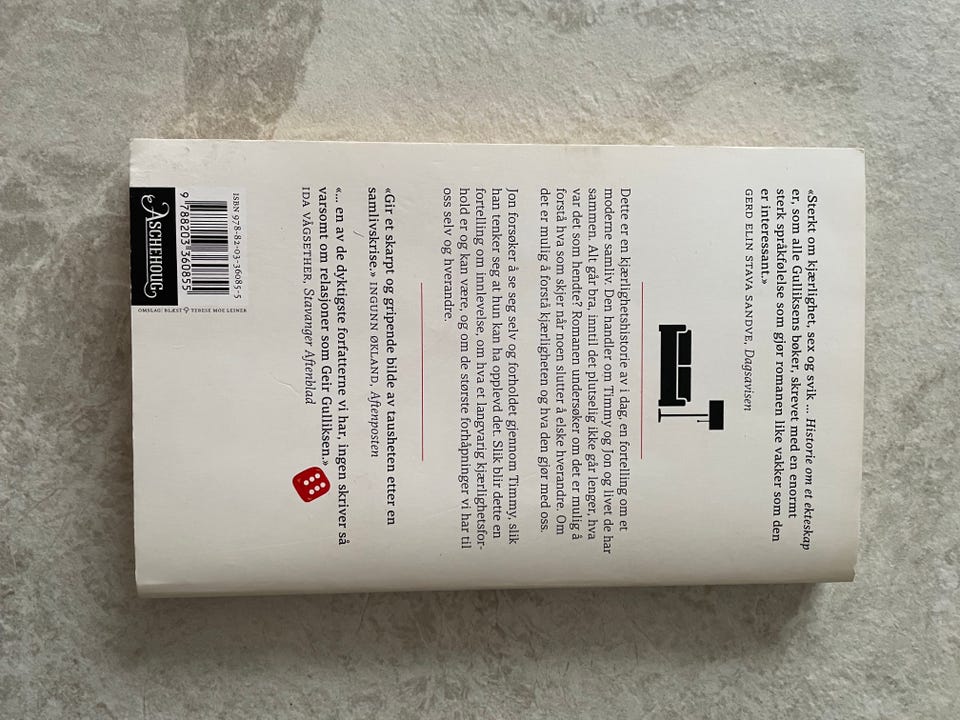 «Sterkt om kjærlighet, sex og svik ... Historie om et ekteskap
er, som alle Gulliksens bøker, skrevet med en enormt
sterk språkfølelse som gjør romanen like vakker som den
er interessant.»
GERD ELIN STAVA SANDVE, Dagsavisen
Dette er en kjærlighetshistorie av i dag, en fortelling om et
moderne samliv. Den handler om Timmy og Jon og livet de har
sammen. Alt går bra, inntil det plutselig ikke går lenger, hva
var det som hendte? Romanen undersøker om det er mulig å
forstå hva som skjer når noen slutter å elske hverandre. Om
det er mulig å forstå kjærligheten og hva den gjør med oss.
Jon forsøker å se seg selv og forholdet gjennom Timmy, slik
han tenker seg at hun kan ha opplevd det. Slik blir dette en
fortelling om innlevelse, om hva et langvarig kjærlighetsfor-
hold er og kan være, og om de største forhåpninger vi har til
oss selv og hverandre.
«Gir et skarpt og gripende bilde av tausheten etter en
samlivskrise.» INGUNN ØKLAND, Aftenposten
«... en av de dyktigste forfatterne vi har, ingen skriver så
varsomt om relasjoner som Geir Gulliksen.»
IDA VÅGSETHER, Stavanger Aftenblad
ISBN 978-82-03-36085-5
9 788203 360855
ASCHEHOUG
OMSLAG: BLÆST TERESE MOE LEINER